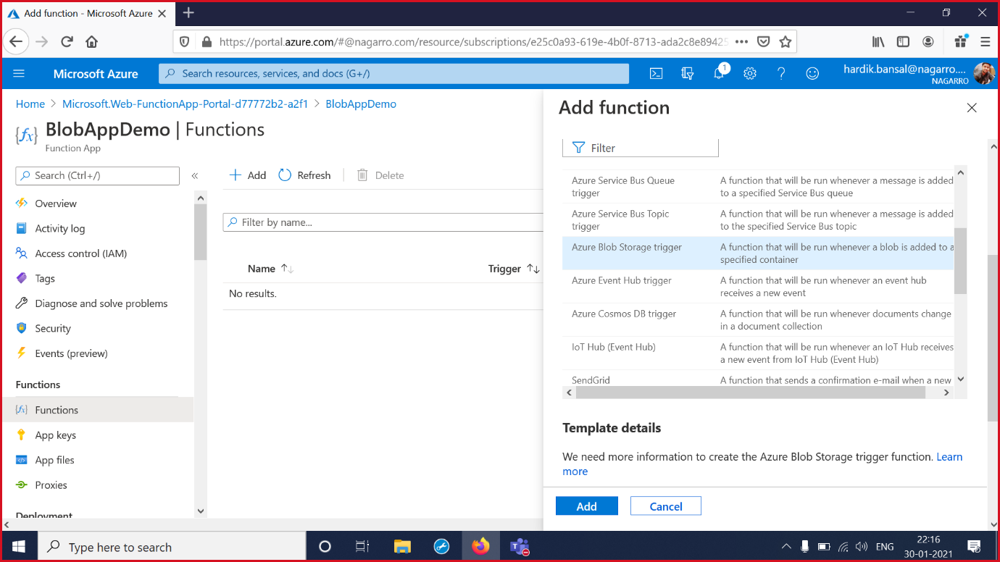 Add function - Microsoft Azure
https://portal.azure.com/#@nagarro.com/resource/subscriptions/e25c0a93-619e-4b0f-8713-ada2c8e89425
Microsoft Azure
Search resources, services, and docs (G+/)
1
hardik.bansal@nagarro....
NAGARRO
Home > Microsoft.Web-FunctionApp-Portal-d77772b2-a2f1 > BlobAppDemo
BlobAppDemo | Functions
Function App
Search (Ctrl+/)
«
Overview
Activity log
Access control (IAM)
Tags
Diagnose and solve problems
Security
Events (preview)
Functions
Functions
App keys
App files
Proxies
Deployment
Add
Refresh
Delete
Filter by name...
Name
Trigger
No results.
Add function
Filter
Azure Service Bus Queue trigger
A function that will be run whenever a message is added
to a specified Service Bus queue
Azure Service Bus Topic trigger
A function that will be run whenever a message is added
to the specified Service Bus topic
Azure Blob Storage trigger
A function that will be run whenever a blob is added to a
specified container
Azure Event Hub trigger
A function that will be run whenever an event hub
receives a new event
Azure Cosmos DB trigger
A function that will be run whenever documents change
in a document collection
IoT Hub (Event Hub)
A function that will be run whenever an IoT Hub receives
a new event from IoT Hub (Event Hub)
SendGrid
A function that sends a confirmation e-mail when a new
Template details
We need more information to create the Azure Blob Storage trigger function. Learn
more
Add
Cancel
Type here to search
ENG
22:16
30-01-2021